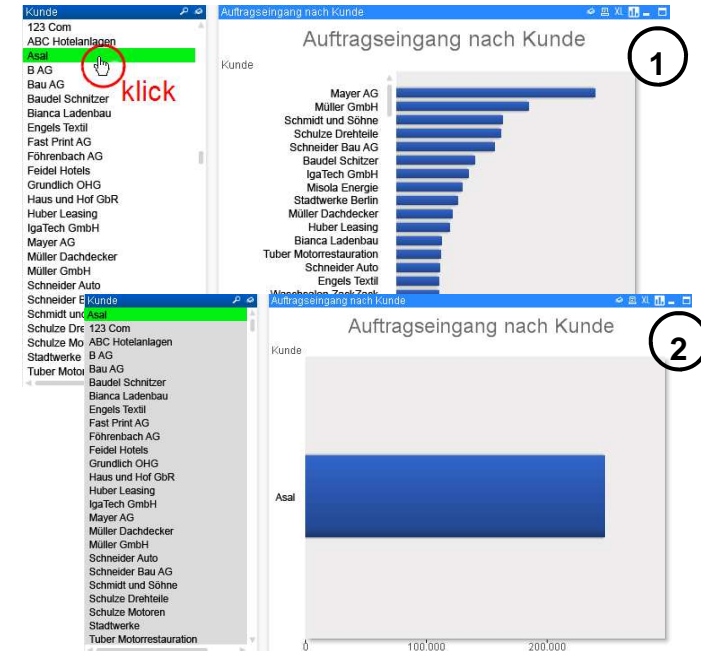 Kunde
123 Com
ABC Hotelanlagen
Asal
B AG
Bau AG
Baudel Schnitzer
Bianca Ladenbau
Engels Textil
Fast Print AG
Föhrenbach AG
Feidel Hotels
Grundlich OHG
Haus und Hof GbR
Huber Leasing
IgaTech GmbH
Mayer AG
Müller Dachdecker
Müller GmbH
Schneider Auto
Schneider B
Schmidt und
Schulze Dre
Schulze Mo
Stadtwerke
Tuber Motor
klick
Auftragseingang nach Kunde
XL
Auftragseingang nach Kunde
1
Kunde
Mayer AG
Müller GmbH
Schmidt und Söhne
Schulze Drehteile
Schneider Bau AG
Baudel Schitzer
IgaTech GmbH
Misola Energie
Stadtwerke Berlin
Müller Dachdecker
Huber Leasing
Bianca Ladenbau
Tuber Motorrestauration
Schneider Auto
Engels Textil
Kunde
Asal
123 Com
ABC Hotelanlagen
B AG
Bau AG
Baudel Schnitzer
Bianca Ladenbau
Engels Textil
Fast Print AG
Föhrenbach AG
Feidel Hotels
Grundlich OHG
Haus und Hof GbR
Huber Leasing
IgaTech GmbH
Mayer AG
Müller Dachdecker
Müller GmbH
Schneider Auto
Schneider Bau AG
Schmidt und Söhne
Schulze Drehteile
Schulze Motoren
Stadtwerke
Tuber Motorrestauration
Auftragseingang nach Kunde
XL
Auftragseingang nach Kunde
2
Kunde
Asal
0 100.000 200.000